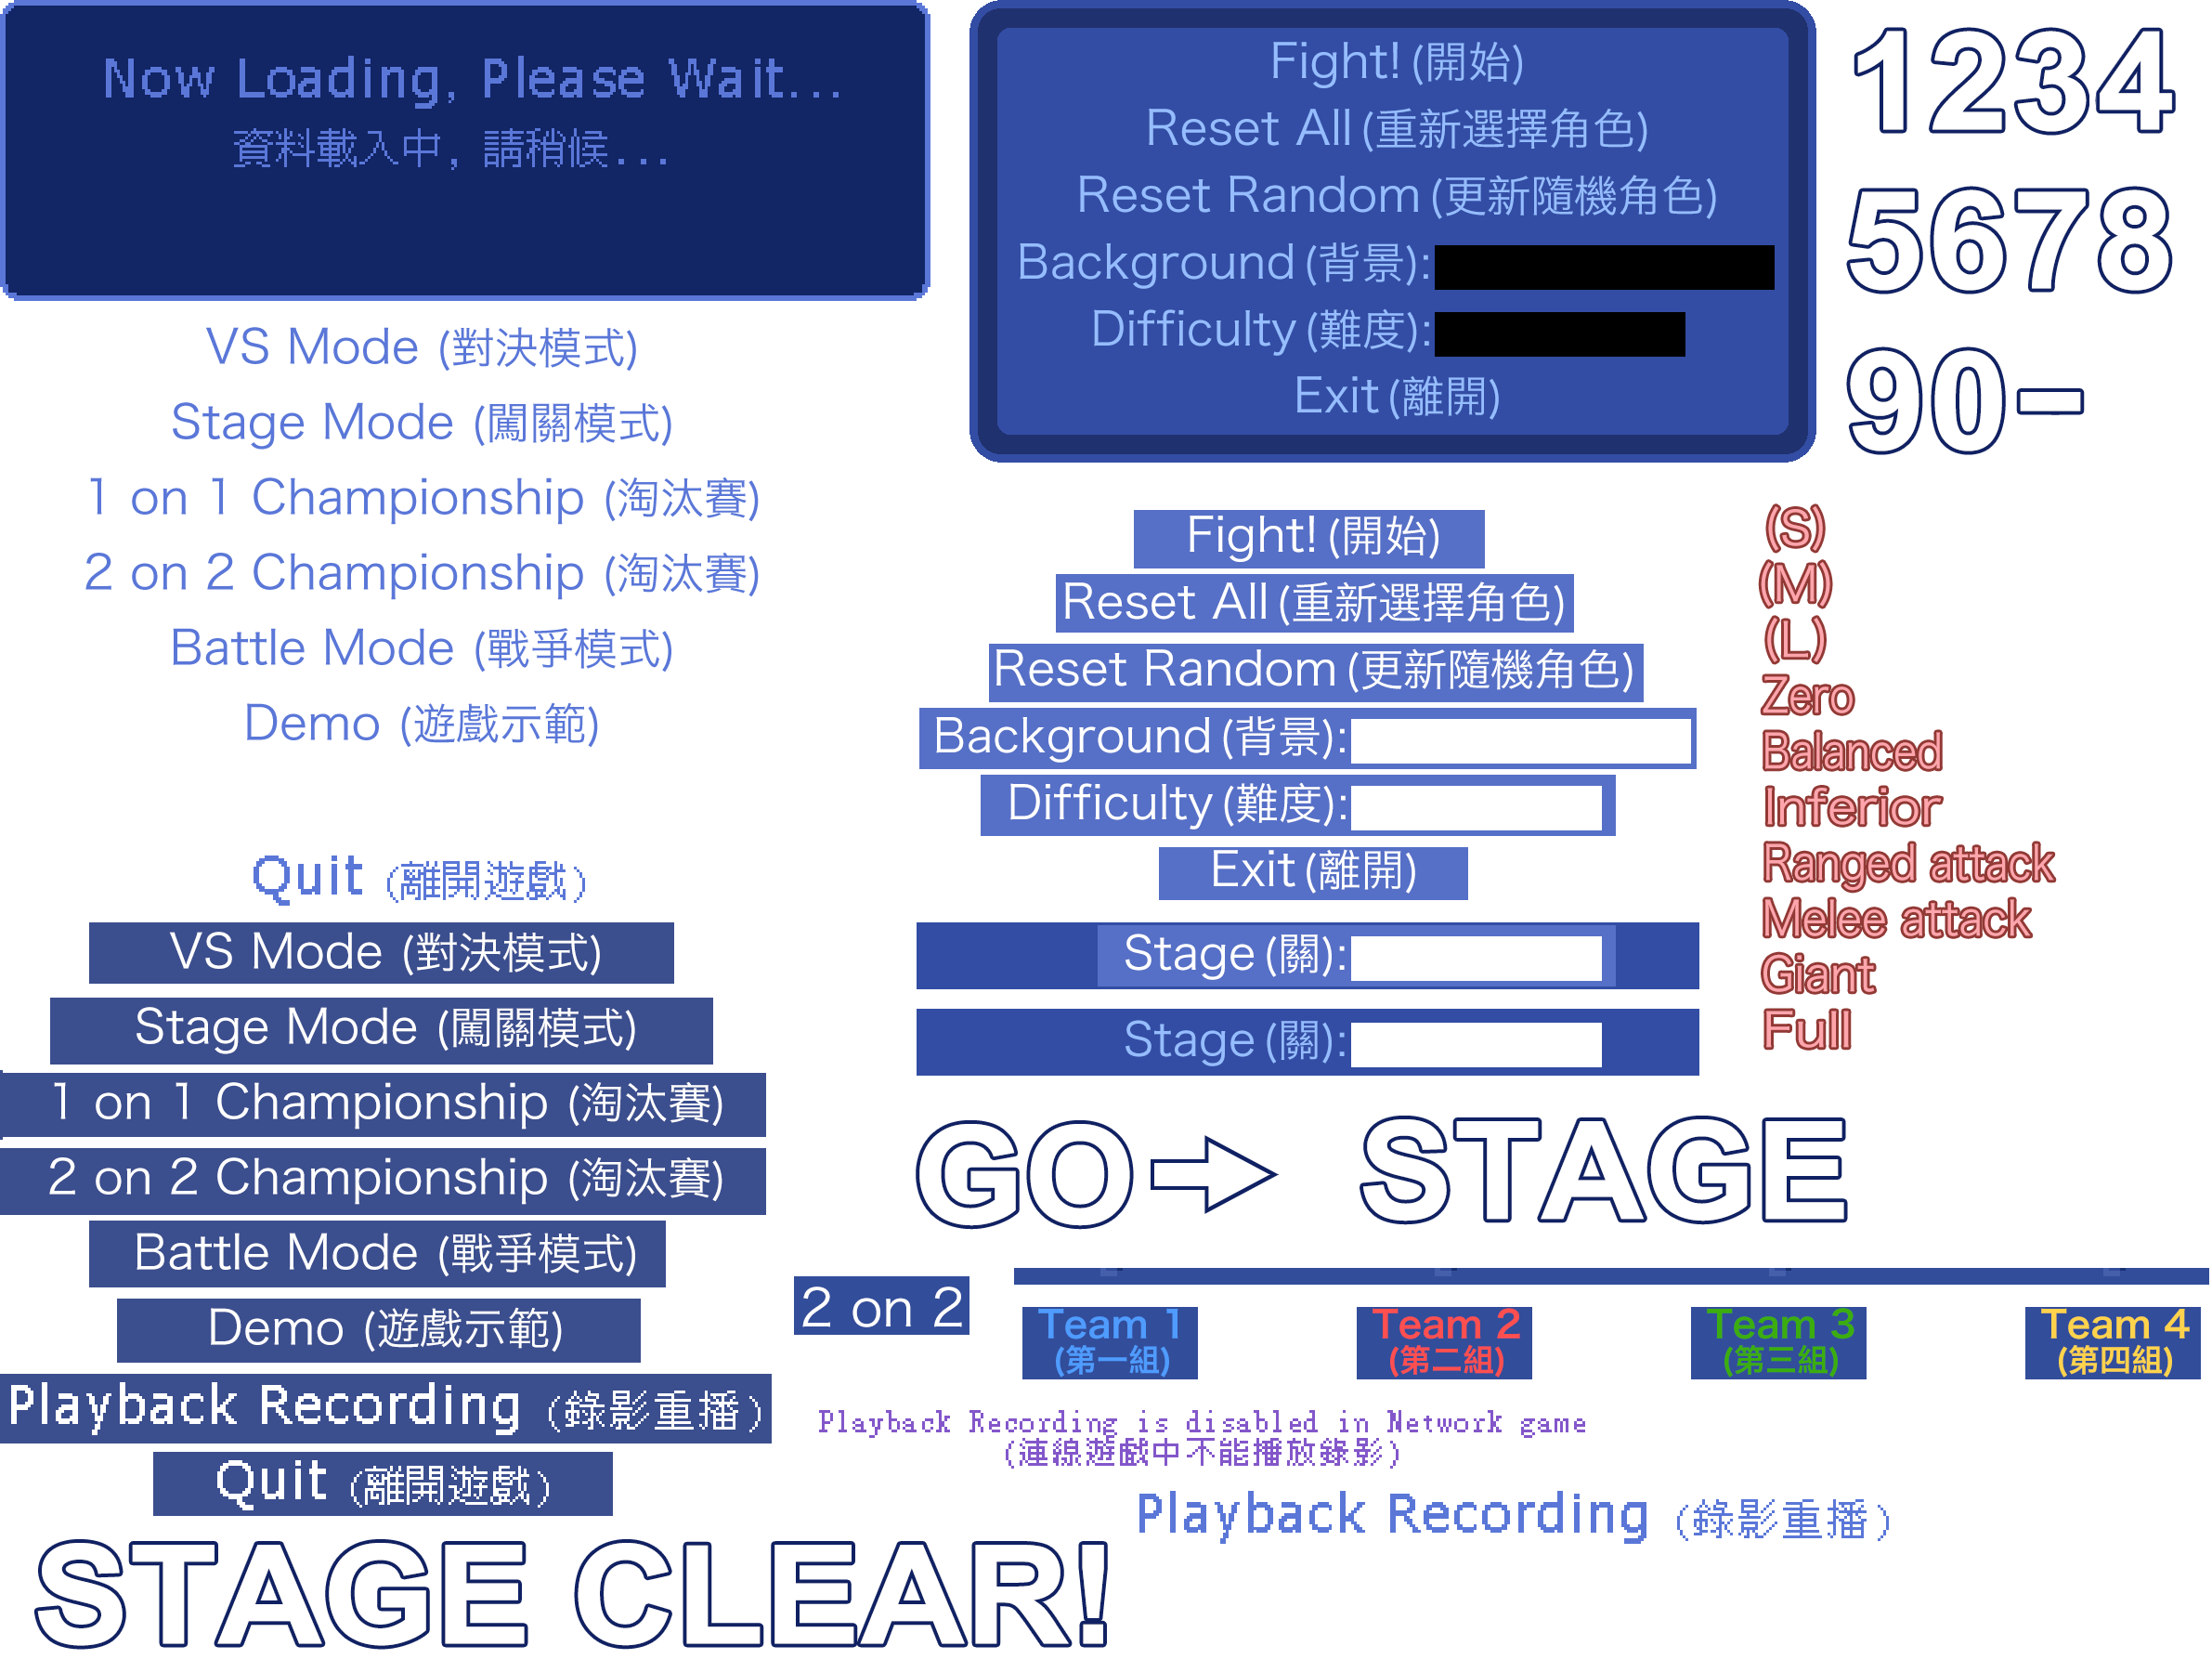 Now Loading, Please Wait...
資料載入中, 請稍候...
VS Mode (對決模式)
Stage Mode (闖關模式)
1 on 1 Championship (淘汰賽)
2 on 2 Championship (淘汰賽)
Battle Mode (戰爭模式)
Demo (遊戲示範)
Quit (離開遊戲)
VS Mode (對決模式)
Stage Mode (闖關模式)
1 on 1 Championship (淘汰賽)
2 on 2 Championship (淘汰賽)
Battle Mode (戰爭模式)
Demo (遊戲示範)
Playback Recording (錄影重播)
Quit (離開遊戲)
STAGE CLEAR!
Fight! (開始)
Reset All (重新選擇角色)
Reset Random (更新隨機角色)
Background (背景):
Difficulty (難度):
Exit (離開)
Fight! (開始)
Reset All (重新選擇角色)
Reset Random (更新隨機角色)
Background (背景):
Difficulty (難度):
Exit (離開)
Stage (關):
Stage (關):
GO STAGE
2 on 2
Team 1
(第一組)
Team 2
(第二組)
Team 3
(第三組)
Team 4
(第四組)
Playback Recording is disabled in Network game
(連線遊戲中不能播放錄影)
Playback Recording (錄影重播)
1234
5678
90-
(S)
(M)
(L)
Zero
Balanced
Inferior
Ranged attack
Melee attack
Giant
Full